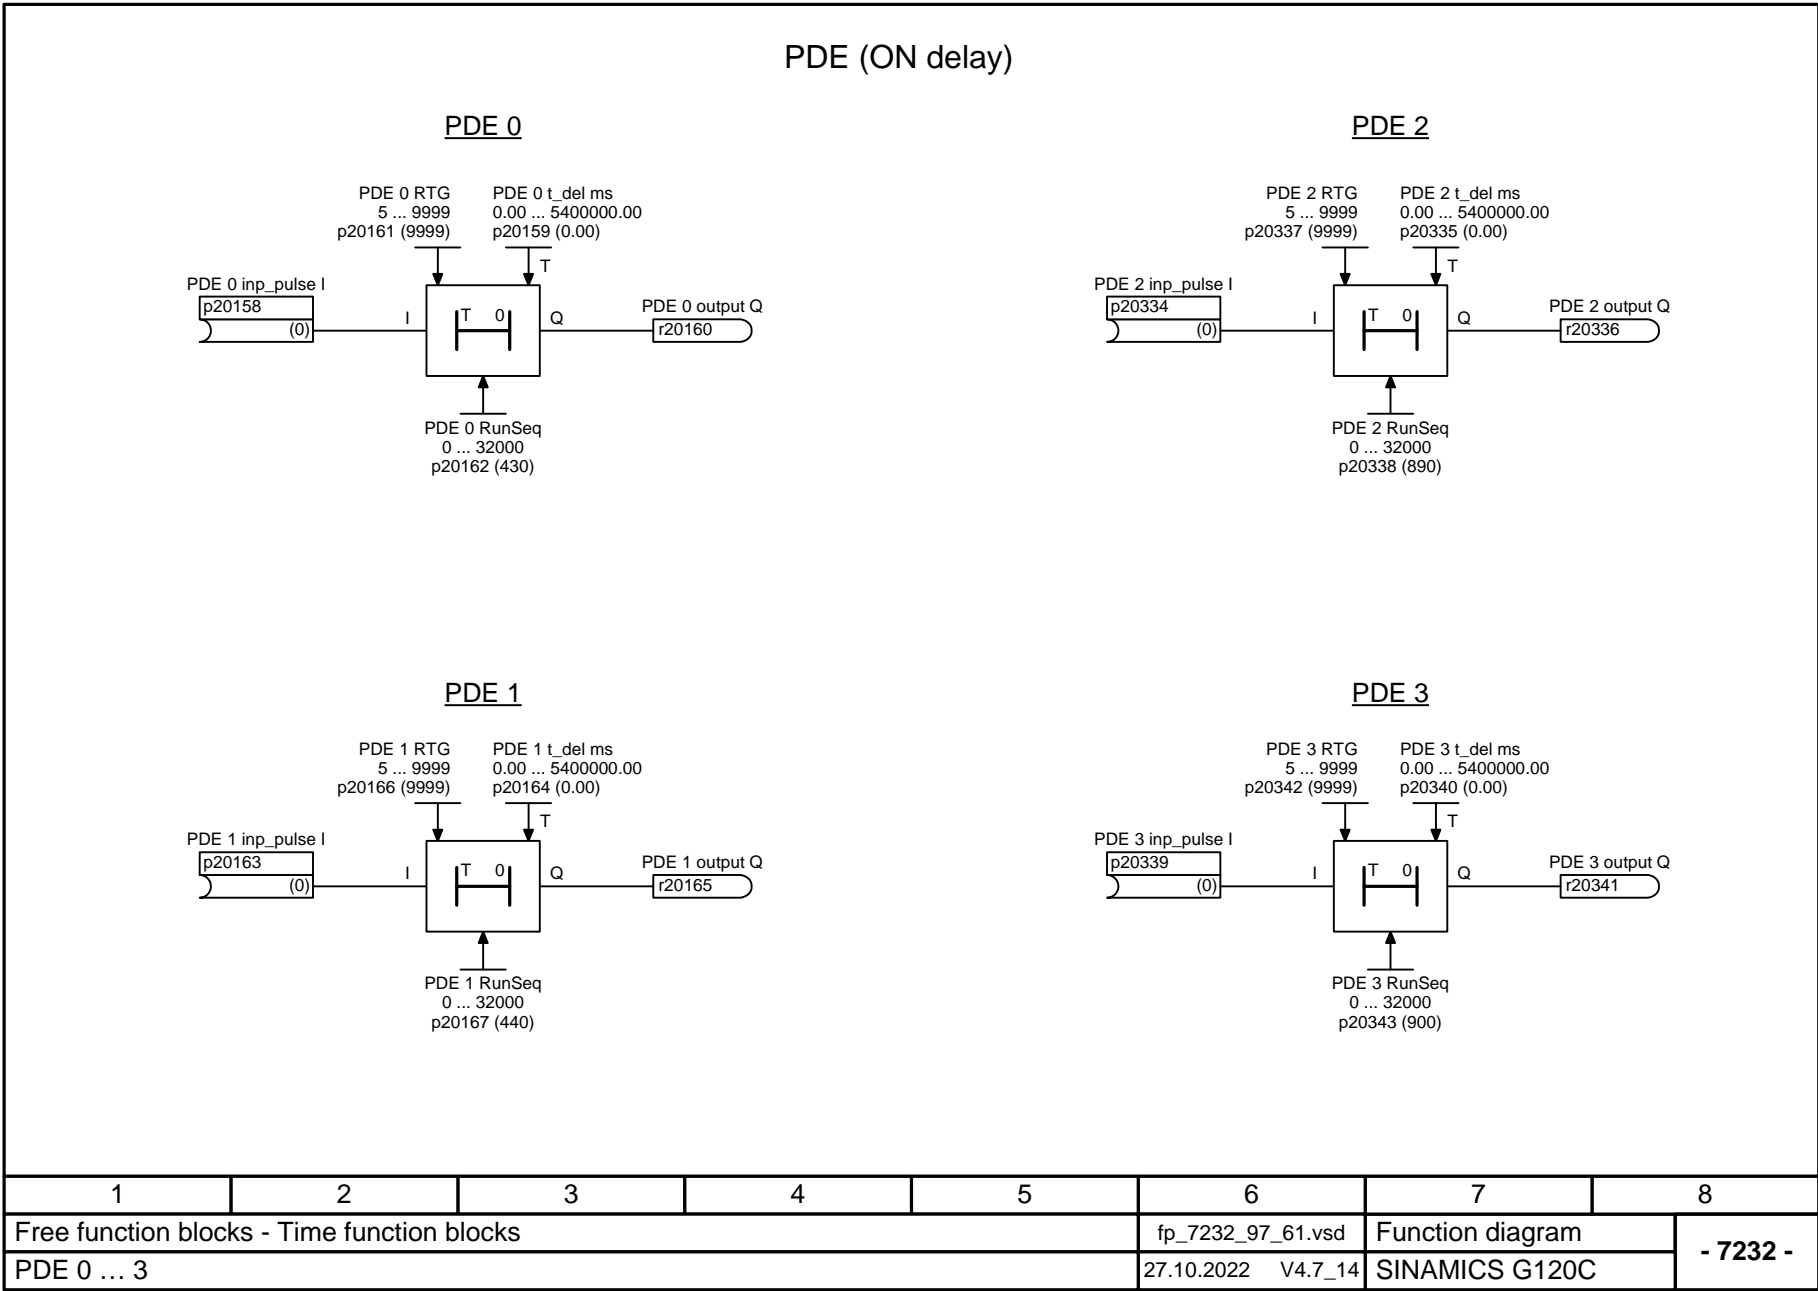 PDE (ON delay)
PDE 0
PDE 0 RTG
5 ... 9999
p20161 (9999)
PDE 0 t_del ms
0.00 ... 5400000.00
p20159 (0.00)
T
PDE 0 inp_pulse I
p20158
(0)
I
T 0
Q
PDE 0 output Q
r20160
PDE 0 RunSeq
0 ... 32000
p20162 (430)
PDE 2
PDE 2 RTG
5 ... 9999
p20337 (9999)
PDE 2 t_del ms
0.00 ... 5400000.00
p20335 (0.00)
T
PDE 2 inp_pulse I
p20334
(0)
I
T 0
Q
PDE 2 output Q
r20336
PDE 2 RunSeq
0 ... 32000
p20338 (890)
PDE 1
PDE 1 RTG
5 ... 9999
p20166 (9999)
PDE 1 t_del ms
0.00 ... 5400000.00
p20164 (0.00)
T
PDE 1 inp_pulse I
p20163
(0)
I
T 0
Q
PDE 1 output Q
r20165
PDE 1 RunSeq
0 ... 32000
p20167 (440)
PDE 3
PDE 3 RTG
5 ... 9999
p20342 (9999)
PDE 3 t_del ms
0.00 ... 5400000.00
p20340 (0.00)
T
PDE 3 inp_pulse I
p20339
(0)
I
T 0
Q
PDE 3 output Q
r20341
PDE 3 RunSeq
0 ... 32000
p20343 (900)
1 2 3 4 5 6 7 8
Free function blocks - Time function blocks
fp_7232_97_61.vsd
Function diagram
- 7232 -
PDE 0 … 3
27.10.2022 V4.7_14
SINAMICS G120C